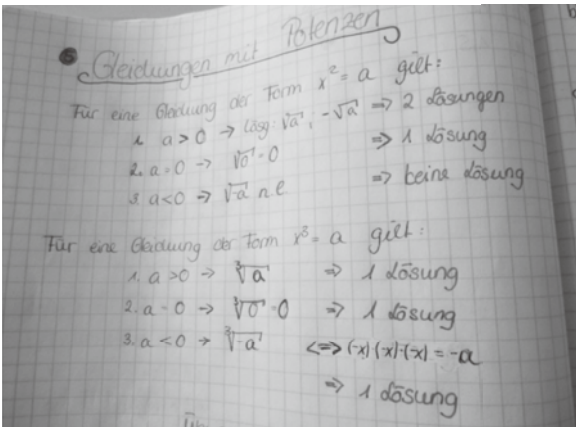 5 Gleichungen mit Potenzen
Für eine Gleichung der Form x² = a gilt:
1. a > 0 → Lösg: √a ; -√a ⇒ 2 Lösungen
2. a = 0 → √0 = 0 ⇒ 1 Lösung
3. a < 0 → √-a n.l ⇒ keine Lösung
Für eine Gleichung der Form x³ = a gilt:
1. a > 0 → ∛a ⇒ 1 Lösung
2. a = 0 → ∛0 = 0 ⇒ 1 Lösung
3. a < 0 → ∛-a <=> (-x)·(x)·(-x) = -a
⇒ 1 Lösung